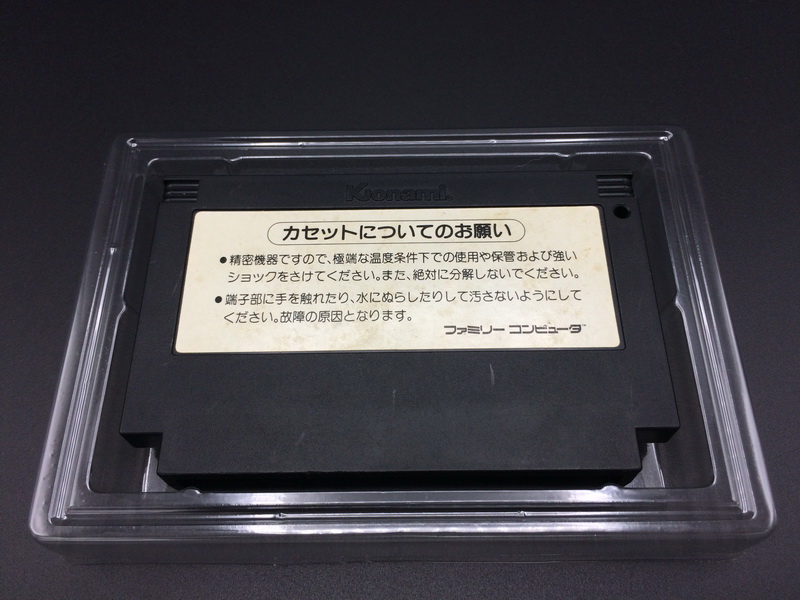 Konami
カセットについてのお願い
●精密機器ですので、極端な温度条件下での使用や保管および強い
ショックをさけてください。また、絶対に分解しないでください。
●端子部に手を触れたり、水にぬらしたりして汚さないようにして
ください。故障の原因となります。
ファミリー コンピュータ™